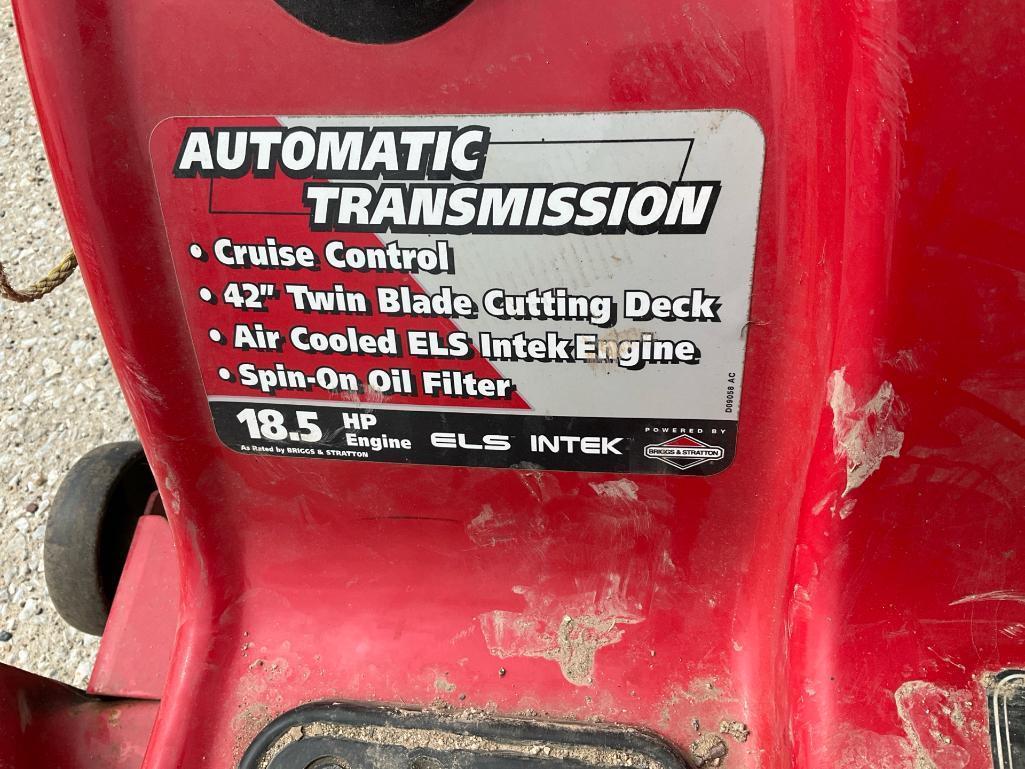 AUTOMATIC
TRANSMISSION
• Cruise Control
• 42" Twin Blade Cutting Deck
• Air Cooled ELS Intek Engine
• Spin-On Oil Filter
18.5 HP Engine
As Rated by BRIGGS & STRATTON
ELS INTEK
POWERED BY
BRIGGS & STRATTON
D09058 AC